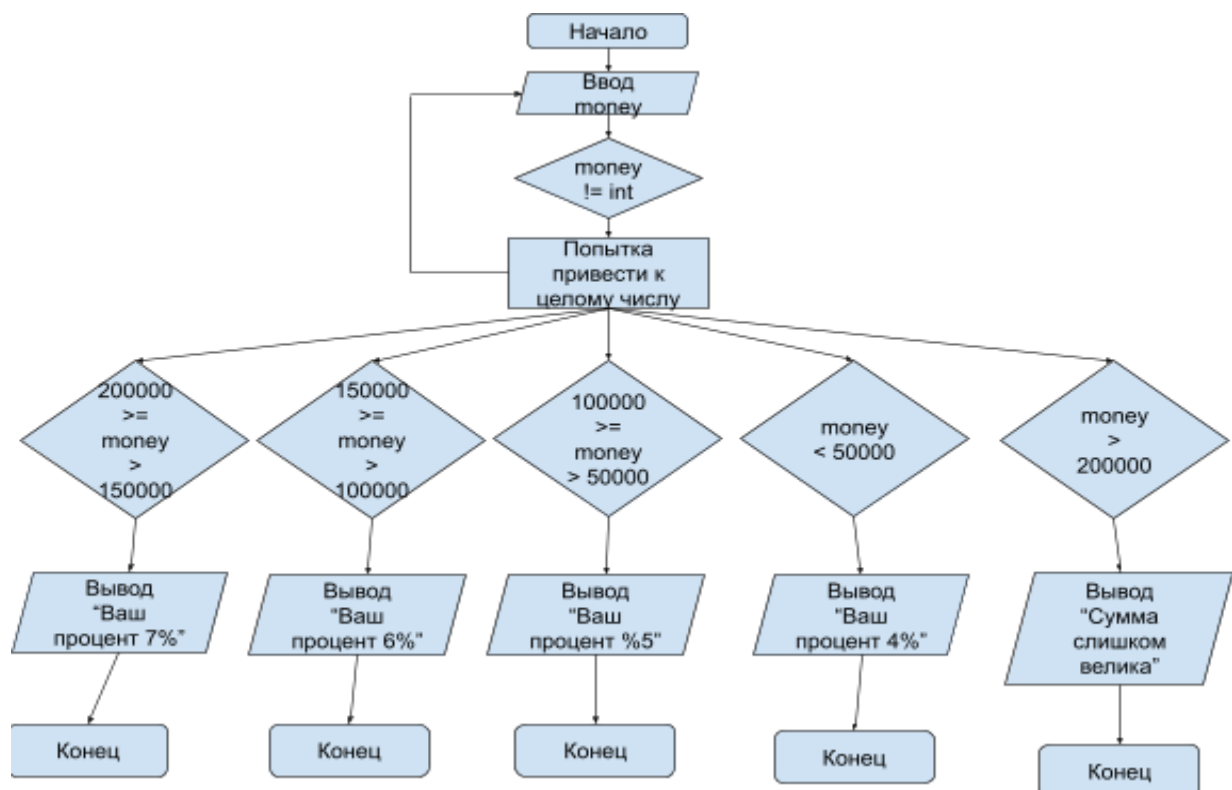 Начало
Ввод
money
money
!= int
Попытка
привести к
целому числу
200000
>=
money
>
150000
150000
>=
money
>
100000
100000
>=
money
> 50000
money
< 50000
money
>
200000
Вывод
“Ваш
процент 7%”
Вывод
“Ваш
процент 6%”
Вывод
“Ваш
процент %5”
Вывод
“Ваш
процент 4%”
Вывод
“Сумма
слишком
велика”
Конец
Конец
Конец
Конец
Конец